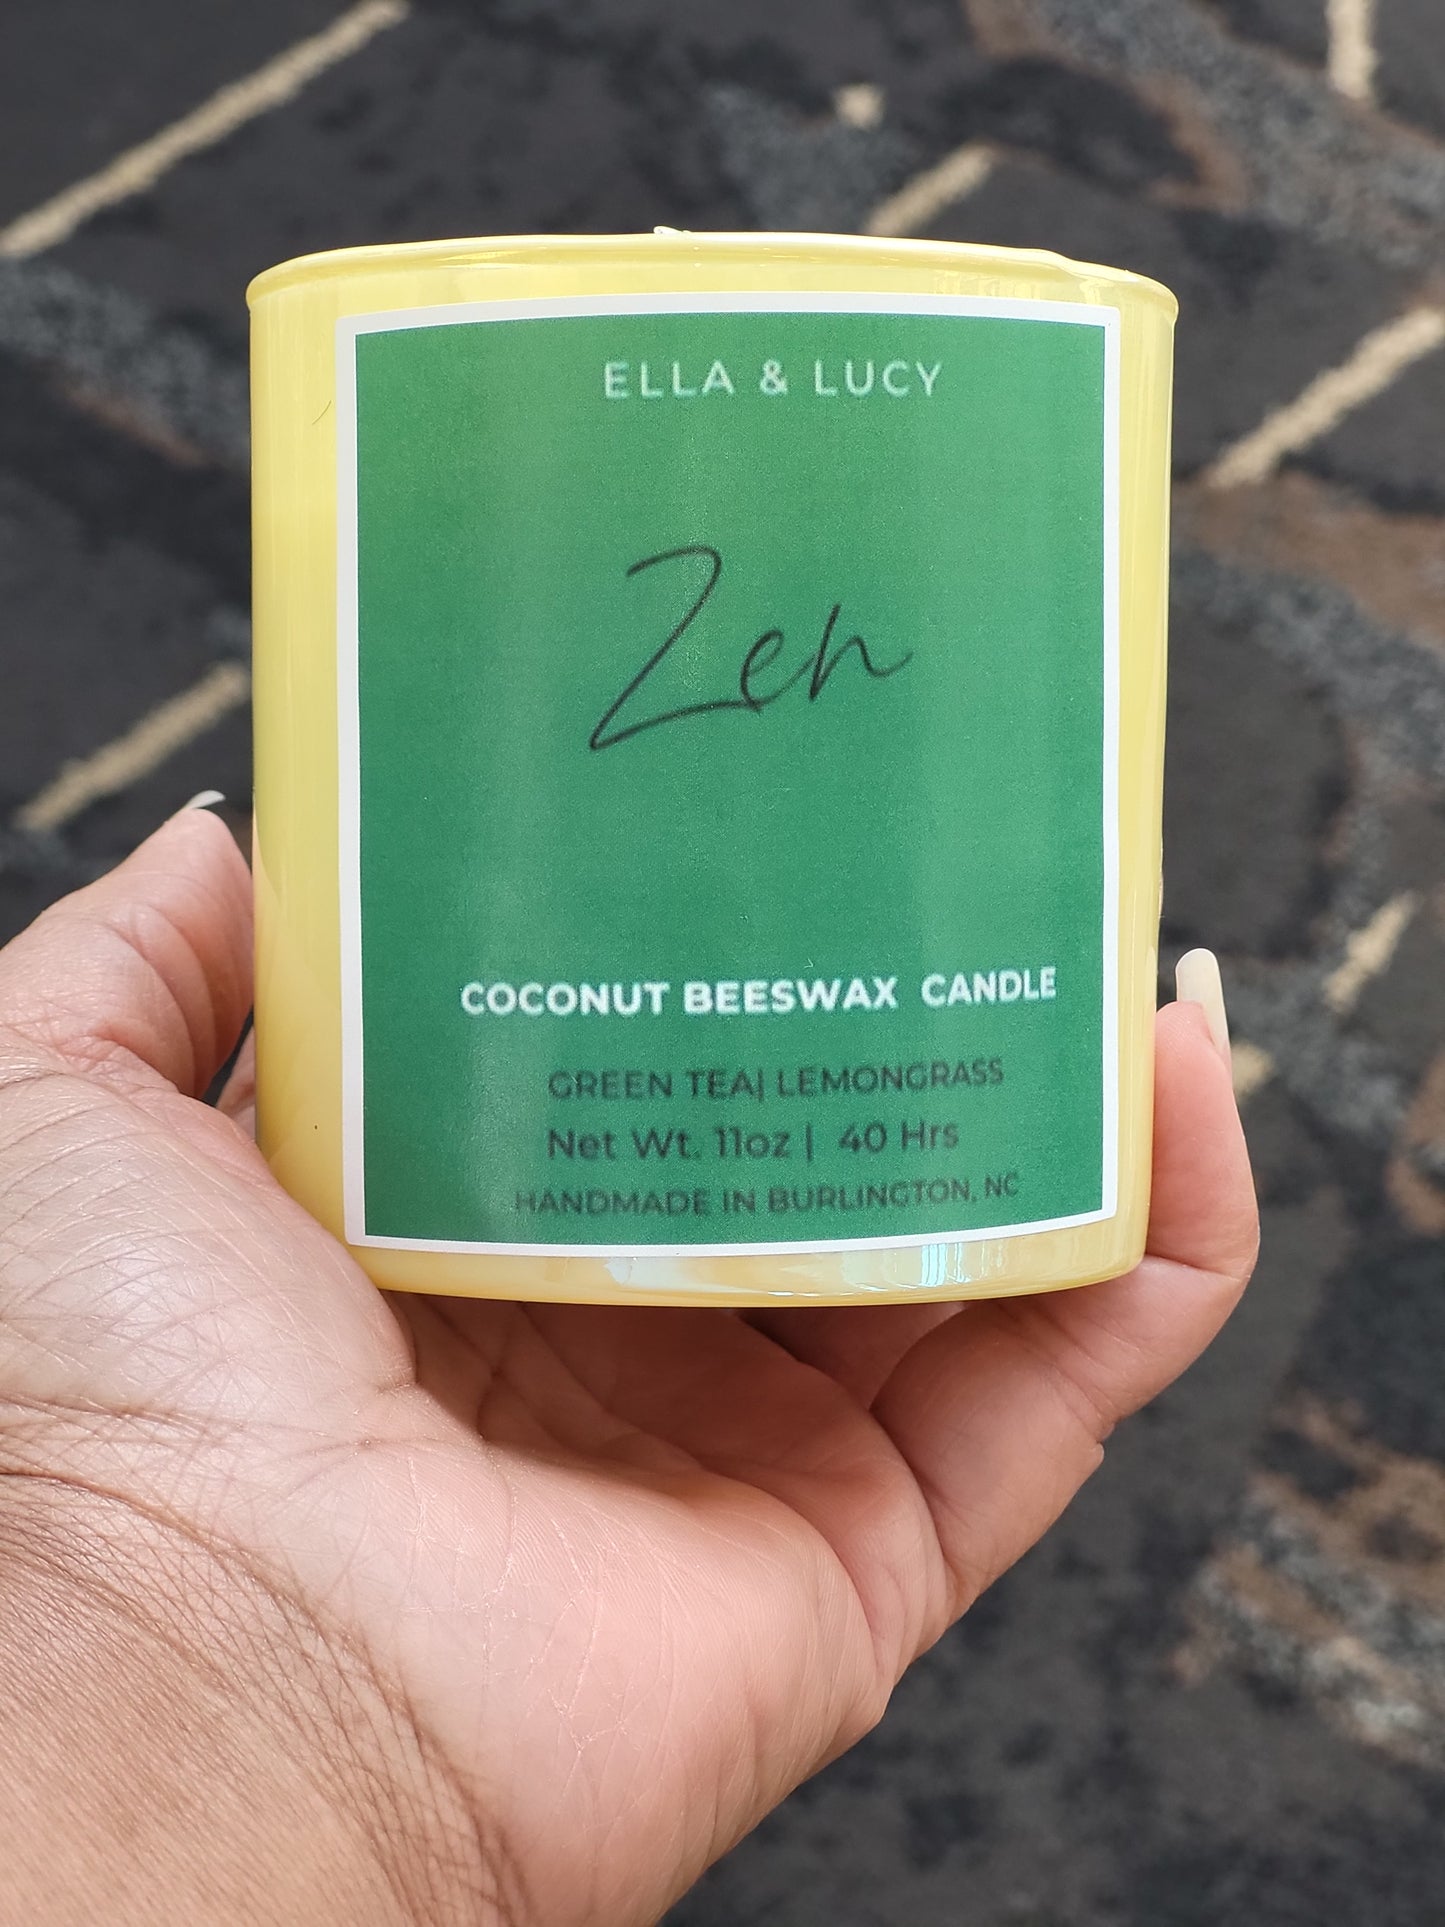 ELLA & LUCY
Zen
COCONUT BEESWAX CANDLE
GREEN TEA| LEMONGRASS
Net Wt. 11oz | 40 Hrs
HANDMADE IN BURLINGTON, NC